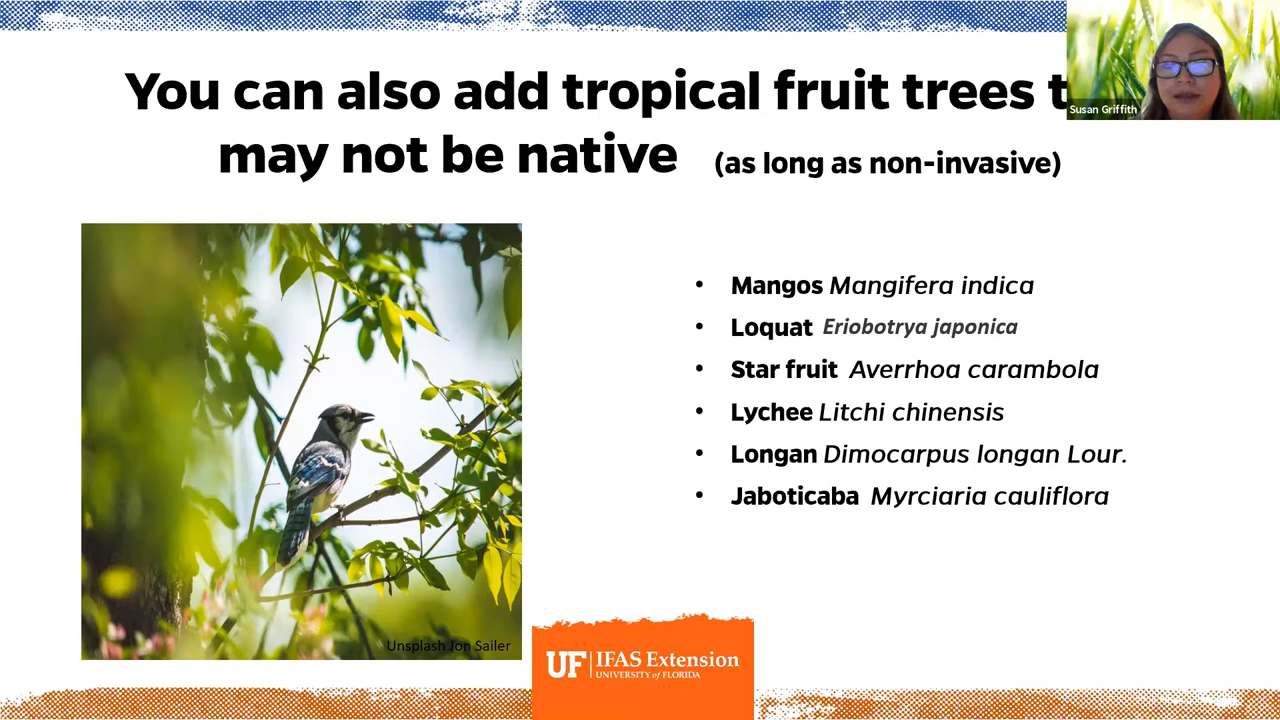 You can also add tropical fruit trees
may not be native (as long as non-invasive)
Susan Griffith
• Mangos Mangifera indica
• Loquat Eriobotrya japonica
• Star fruit Averrhoa carambola
• Lychee Litchi chinensis
• Longan Dimocarpus longan Lour.
• Jaboticaba Myrciaria cauliflora
Unsplash Jon Sailer
UF IFAS Extension
UNIVERSITY of FLORIDA